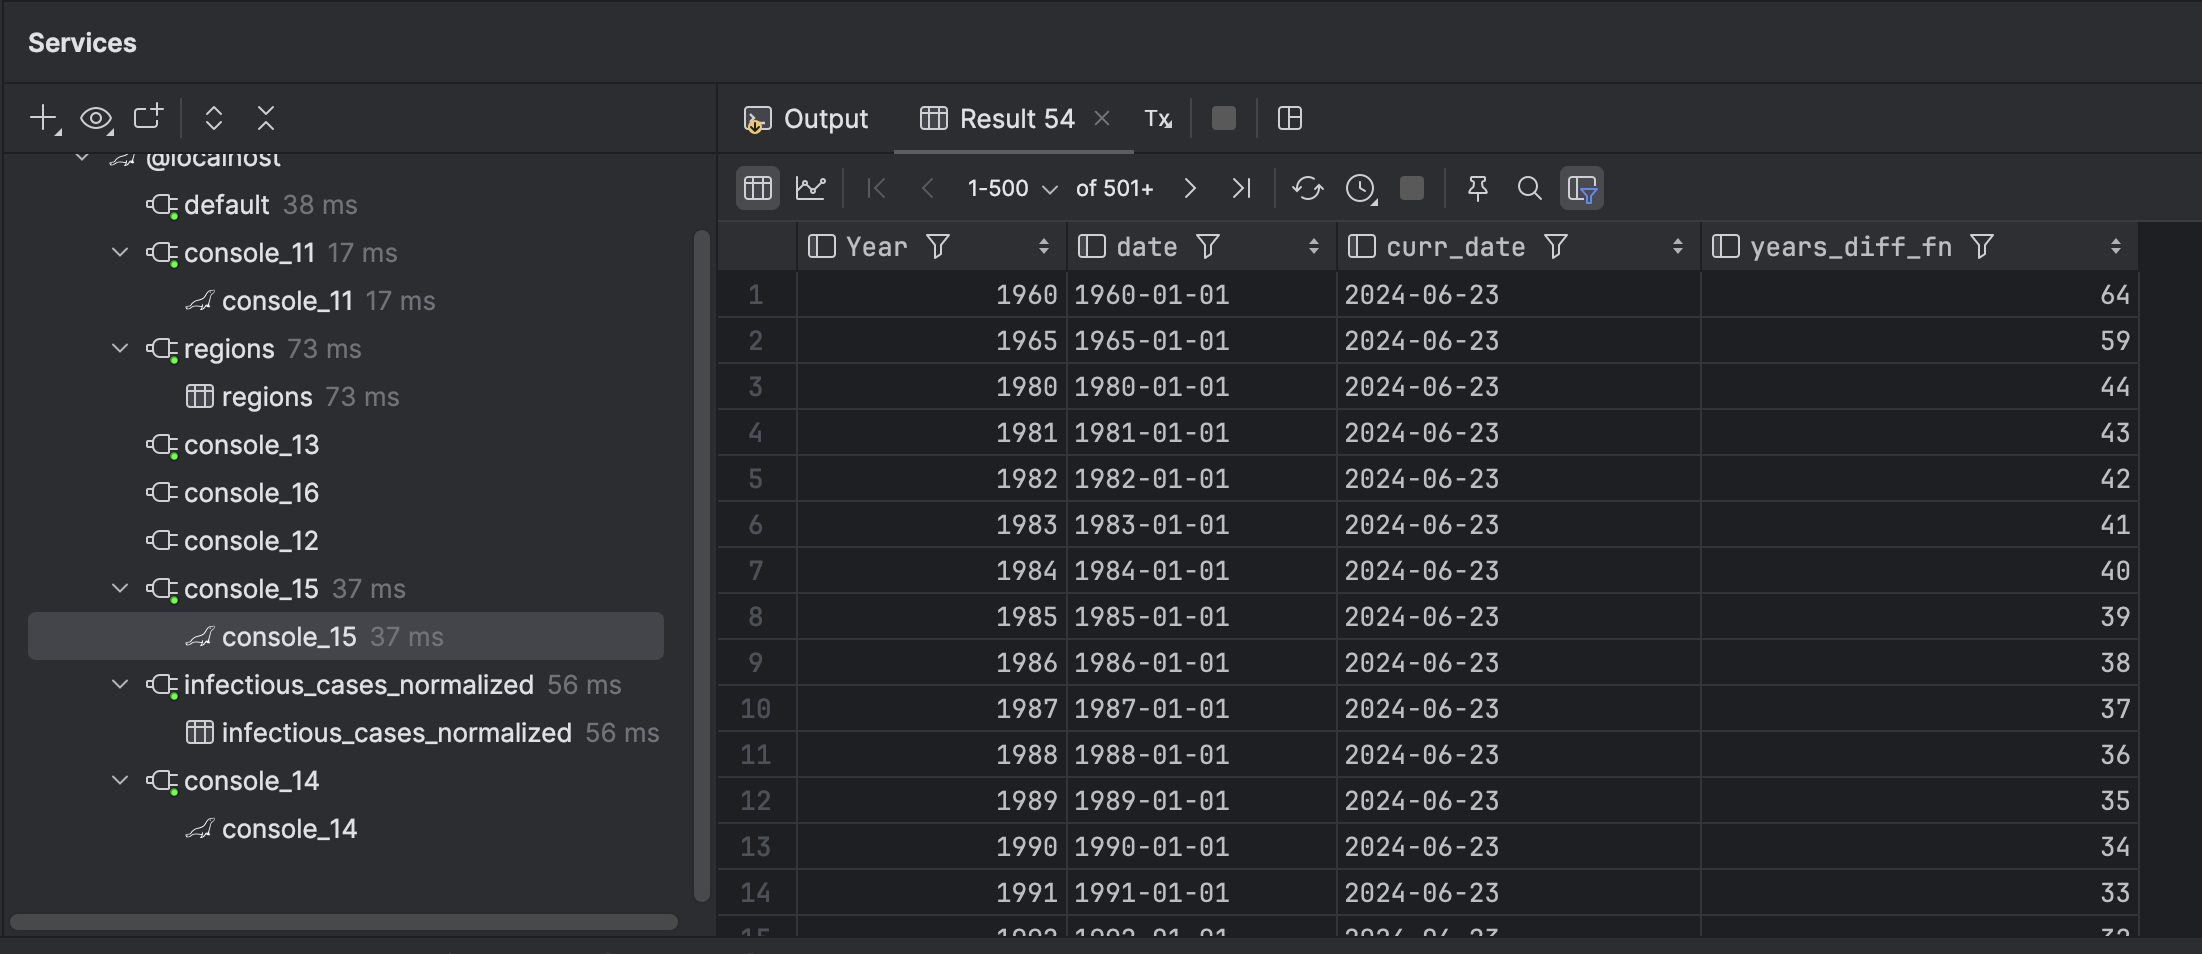 Services
@localhost
default 38 ms
console_11 17 ms
console_11 17 ms
regions 73 ms
regions 73 ms
console_13
console_16
console_12
console_15 37 ms
console_15 37 ms
infectious_cases_normalized 56 ms
infectious_cases_normalized 56 ms
console_14
console_14
Output Result 54 Tx
1-500 of 501+
Year date curr_date years_diff_fn
1 1960 1960-01-01 2024-06-23 64
2 1965 1965-01-01 2024-06-23 59
3 1980 1980-01-01 2024-06-23 44
4 1981 1981-01-01 2024-06-23 43
5 1982 1982-01-01 2024-06-23 42
6 1983 1983-01-01 2024-06-23 41
7 1984 1984-01-01 2024-06-23 40
8 1985 1985-01-01 2024-06-23 39
9 1986 1986-01-01 2024-06-23 38
10 1987 1987-01-01 2024-06-23 37
11 1988 1988-01-01 2024-06-23 36
12 1989 1989-01-01 2024-06-23 35
13 1990 1990-01-01 2024-06-23 34
14 1991 1991-01-01 2024-06-23 33
15 1992 1992-01-01 2024-06-23 32